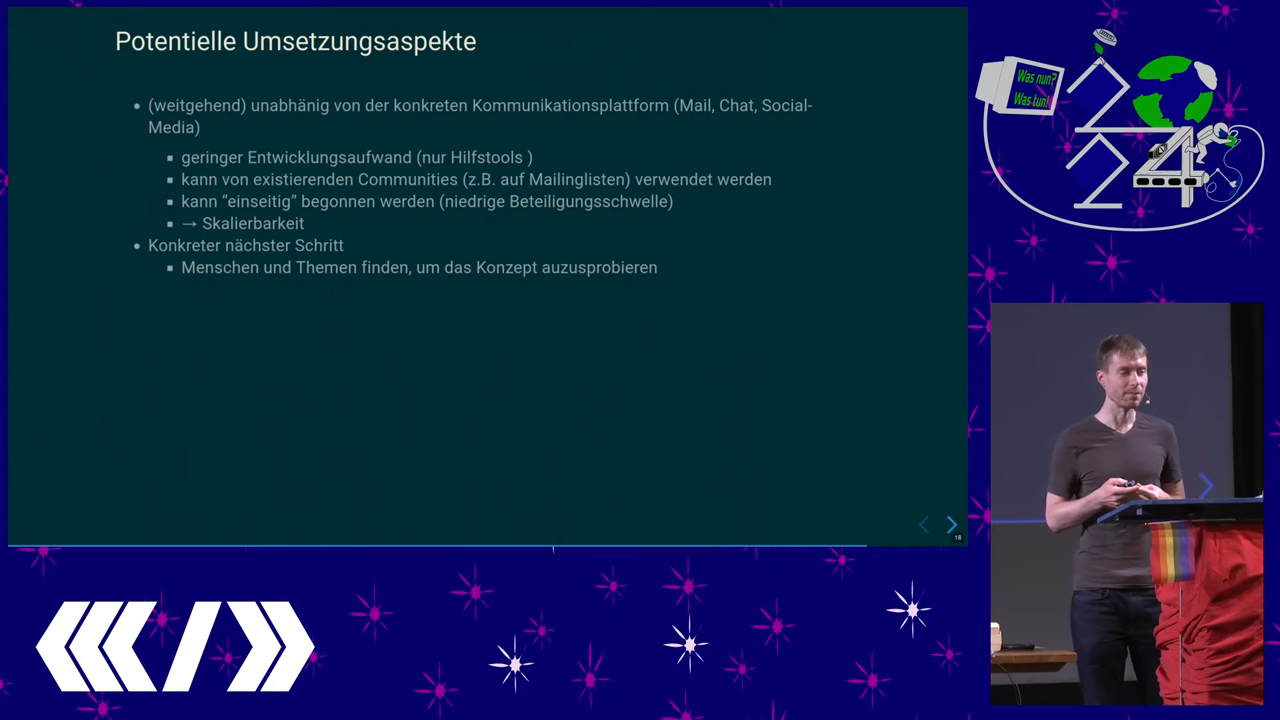 Potentielle Umsetzungsaspekte
• (weitgehend) unabhänig von der konkreten Kommunikationsplattform (Mail, Chat, Social-
Media)
▪ geringer Entwicklungsaufwand (nur Hilfstools )
▪ kann von existierenden Communities (z.B. auf Mailinglisten) verwendet werden
▪ kann ”einseitig” begonnen werden (niedrige Beteiligungsschwelle)
▪ → Skalierbarkeit
• Konkreter nächster Schritt
▪ Menschen und Themen finden, um das Konzept auzusprobieren
18
Was nun?
Was tun!
2024